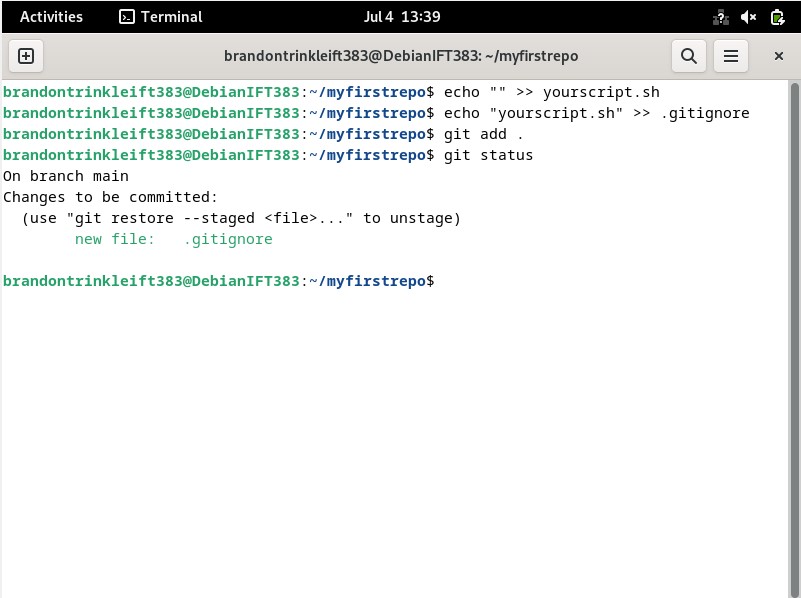 Activities Terminal Jul 4 13:39
brandontrinkleift383@DebianIFT383: ~/myfirstrepo
brandontrinkleift383@DebianIFT383:~/myfirstrepo$ echo "" >> yourscript.sh
brandontrinkleift383@DebianIFT383:~/myfirstrepo$ echo "yourscript.sh" >> .gitignore
brandontrinkleift383@DebianIFT383:~/myfirstrepo$ git add .
brandontrinkleift383@DebianIFT383:~/myfirstrepo$ git status
On branch main
Changes to be committed:
  (use "git restore --staged <file>..." to unstage)
        new file:   .gitignore

brandontrinkleift383@DebianIFT383:~/myfirstrepo$